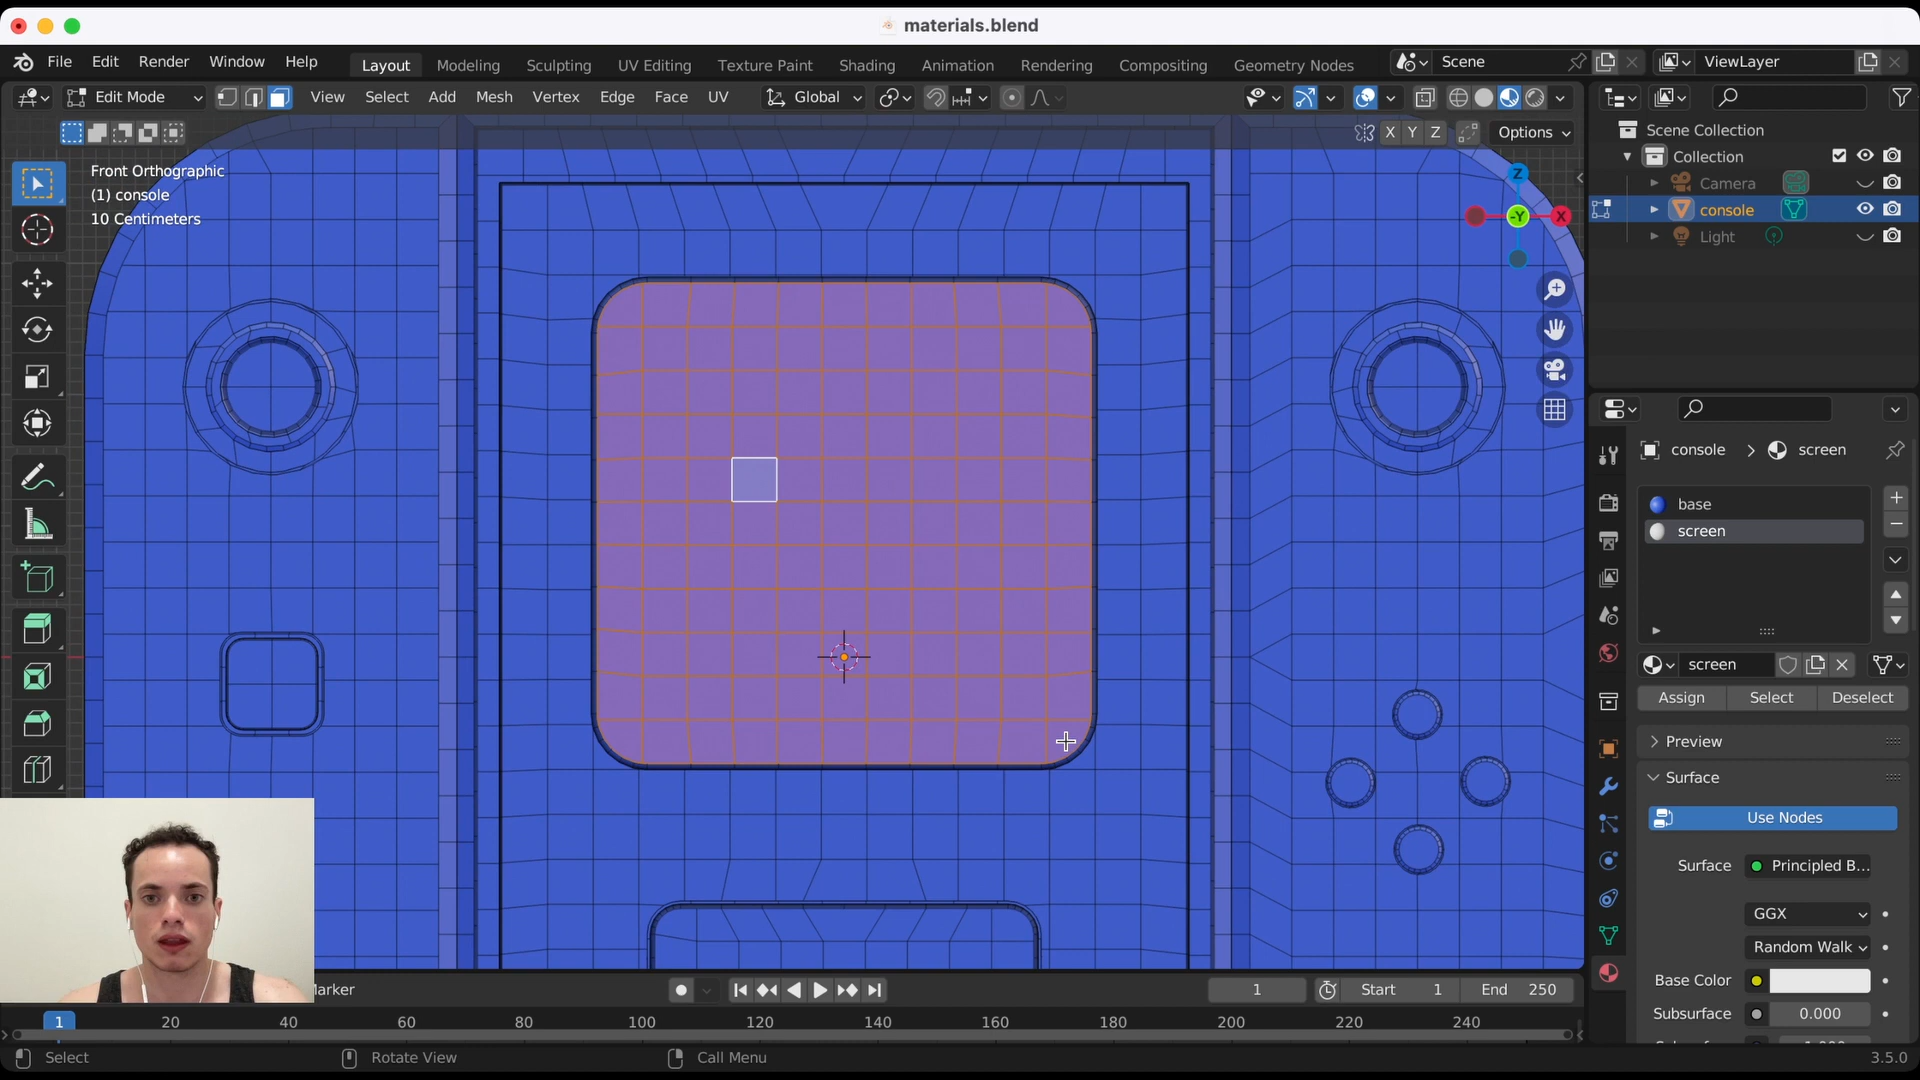 materials.blend
File Edit Render Window Help Layout Modeling Sculpting UV Editing Texture Paint Shading Animation Rendering Compositing Geometry Nodes Scene ViewLayer
Edit Mode View Select Add Mesh Vertex Edge Face UV Global
X Y Z Options
Front Orthographic
(1) console
10 Centimeters
Z
-Y X
Scene Collection
Collection
Camera
console
Light
console > screen
base
screen
screen
Assign Select Deselect
Preview
Surface
Use Nodes
Surface Principled B...
GGX
Random Walk
Base Color
Subsurface 0.000
Marker 1 Start 1 End 250
1 20 40 60 80 100 120 140 160 180 200 220 240
Select Rotate View Call Menu 3.5.0